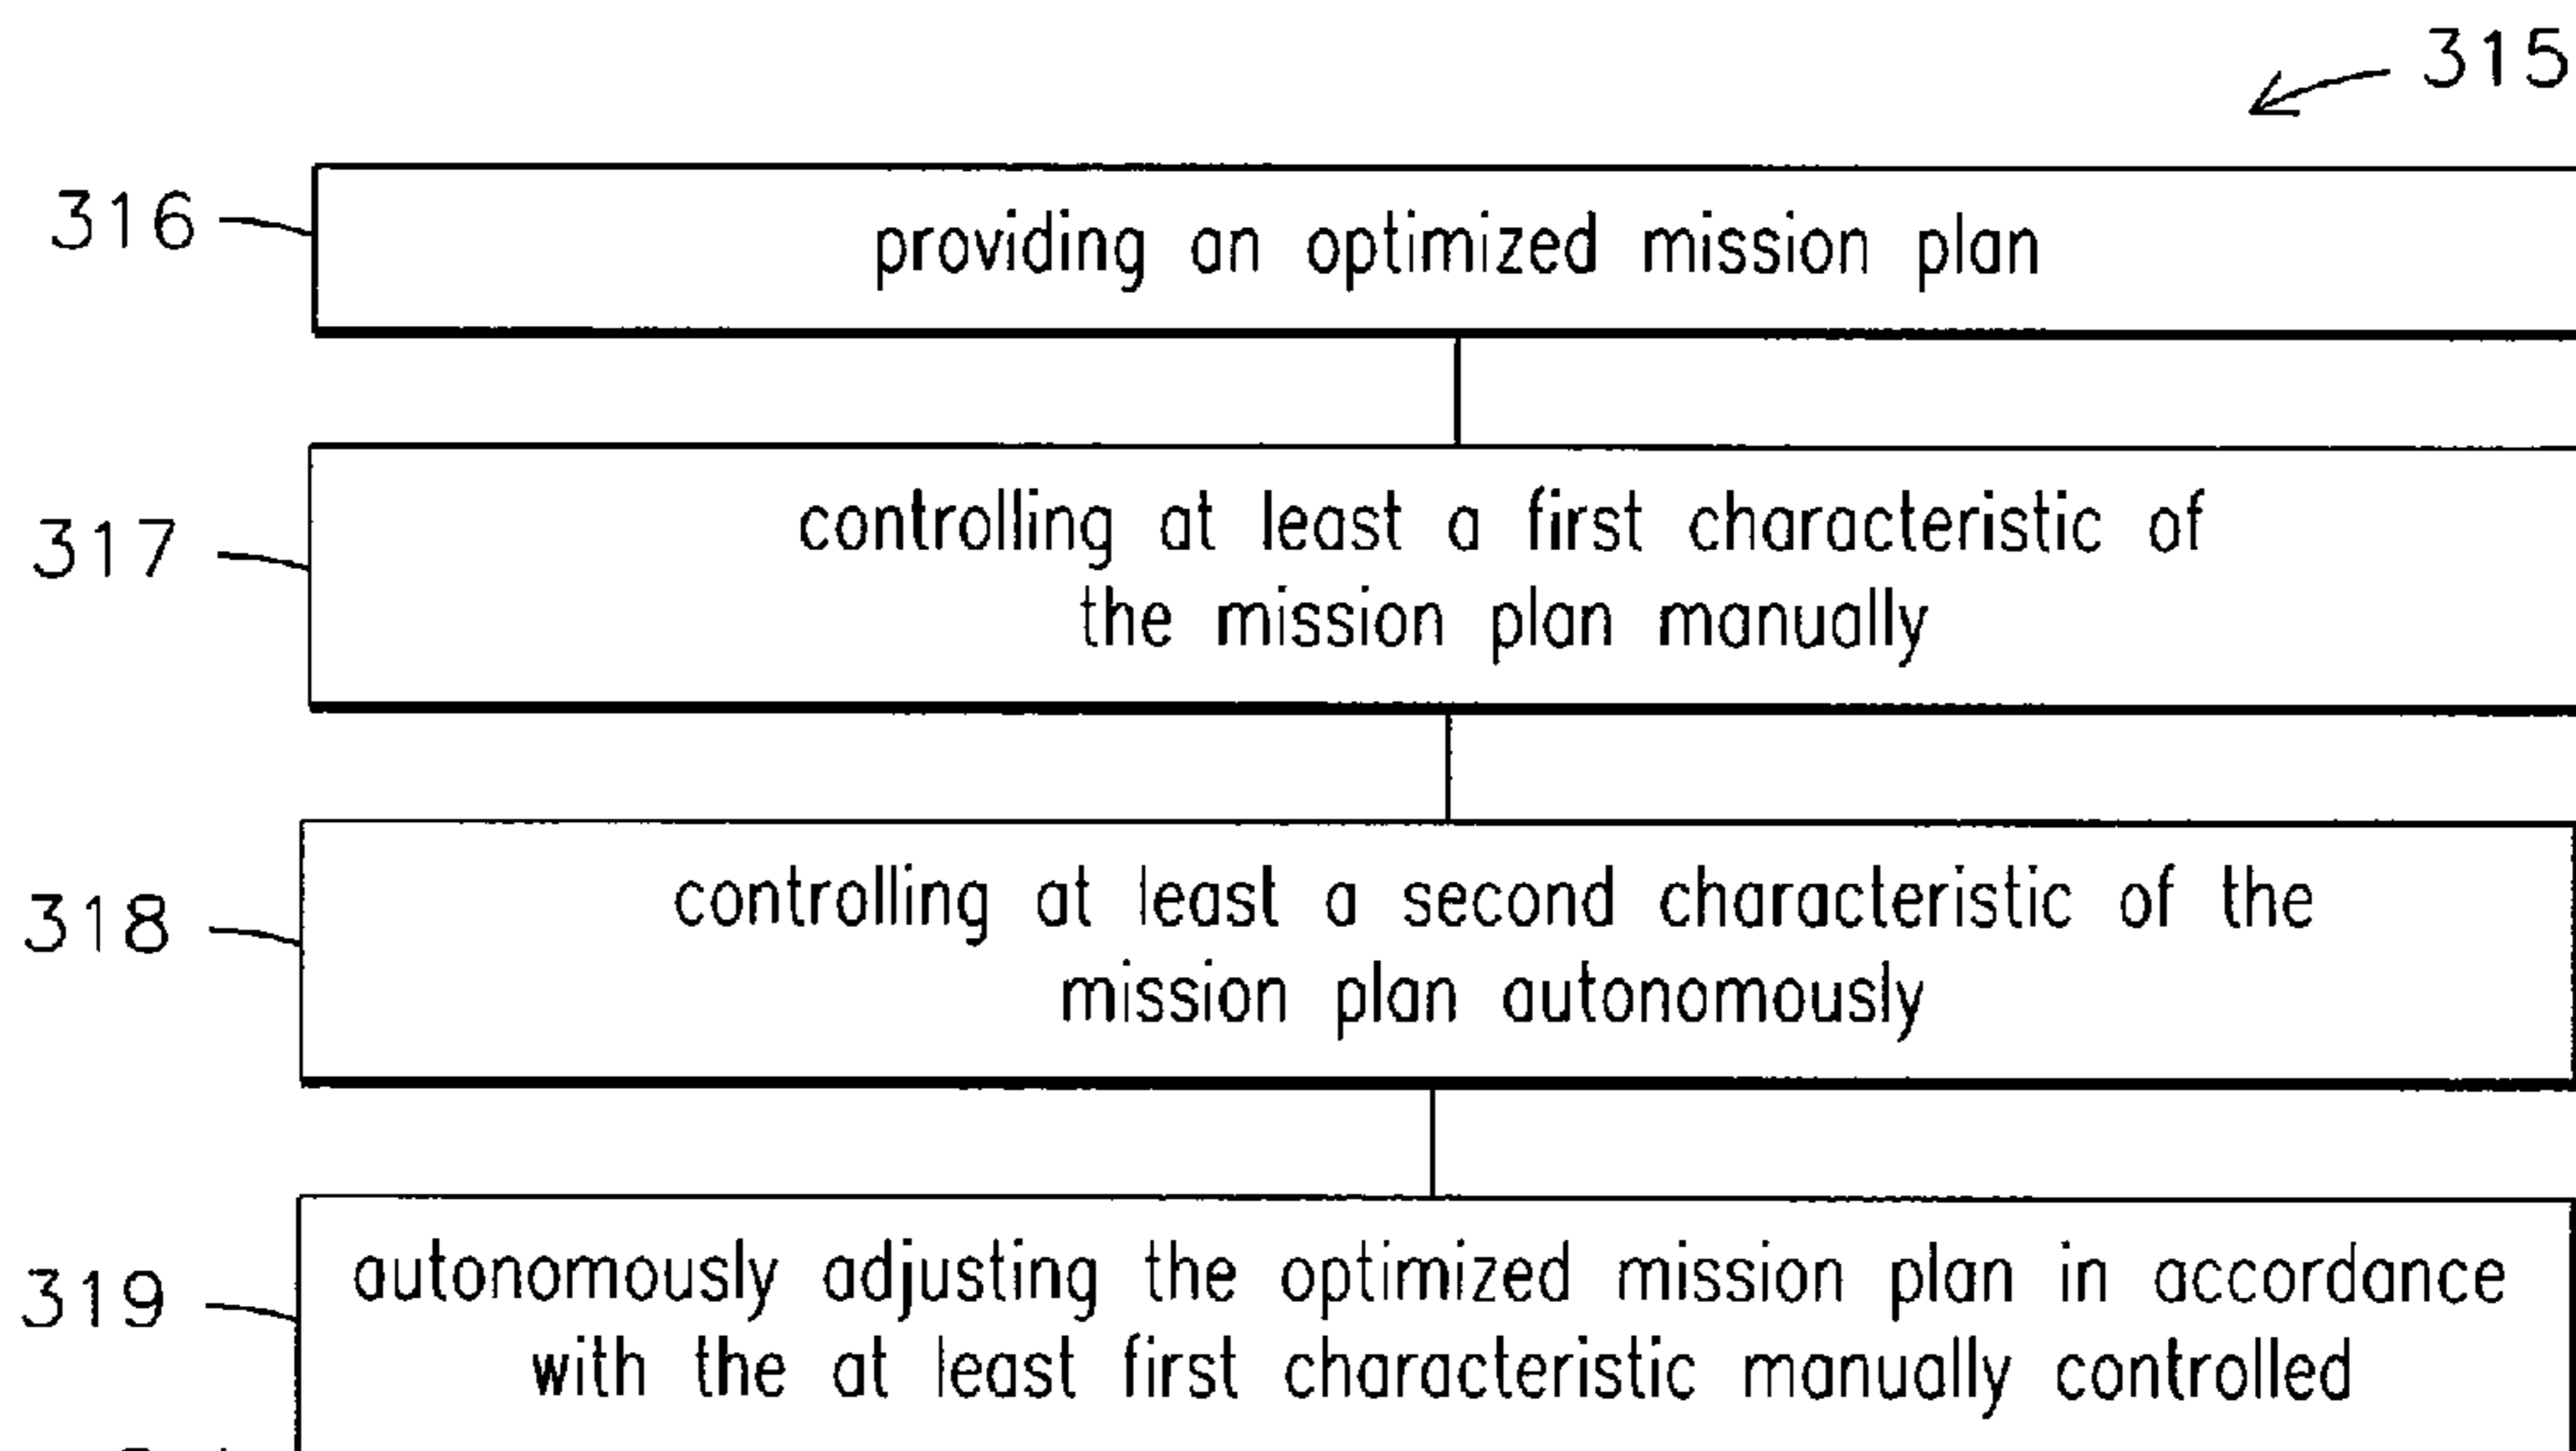 315
316
providing an optimized mission plan
317
controlling at least a first characteristic of
the mission plan manually
318
controlling at least a second characteristic of the
mission plan autonomously
319
autonomously adjusting the optimized mission plan in accordance
with the at least first characteristic manually controlled